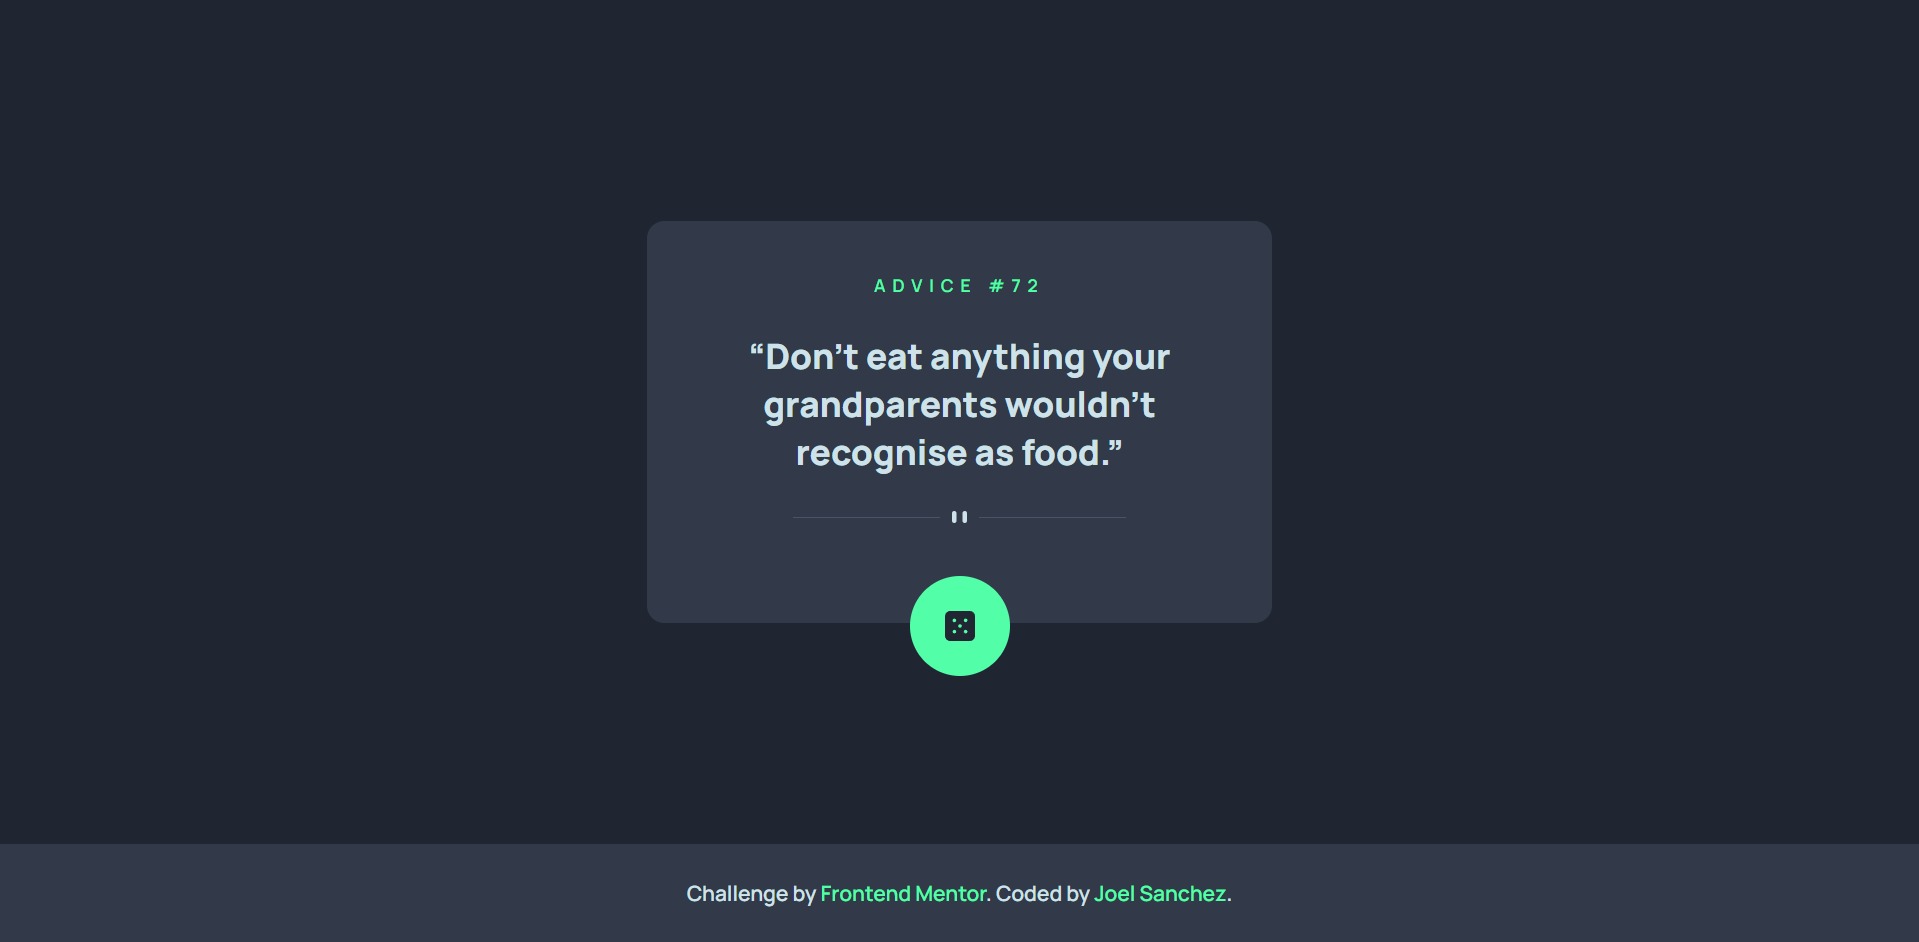 ADVICE #72
“Don’t eat anything your
grandparents wouldn’t
recognise as food.”
Challenge by Frontend Mentor. Coded by Joel Sanchez.